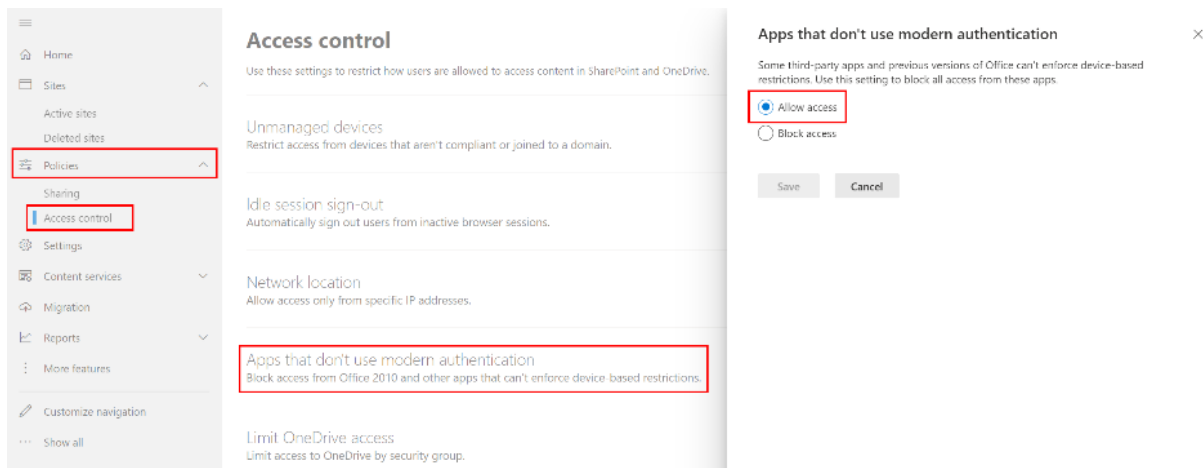 Home
Sites
Active sites
Deleted sites
Policies
Sharing
Access control
Settings
Content services
Migration
Reports
More features
Customize navigation
Show all
Access control
Use these settings to restrict how users are allowed to access content in SharePoint and OneDrive.
Unmanaged devices
Restrict access from devices that aren't compliant or joined to a domain.
Idle session sign-out
Automatically sign out users from inactive browser sessions.
Network location
Allow access only from specific IP addresses.
Apps that don't use modern authentication
Block access from Office 2010 and other apps that can't enforce device-based restrictions.
Limit OneDrive access
Limit access to OneDrive by security group.
Apps that don't use modern authentication
Some third-party apps and previous versions of Office can't enforce device-based
restrictions. Use this setting to block all access from these apps.
Allow access
Block access
Save Cancel